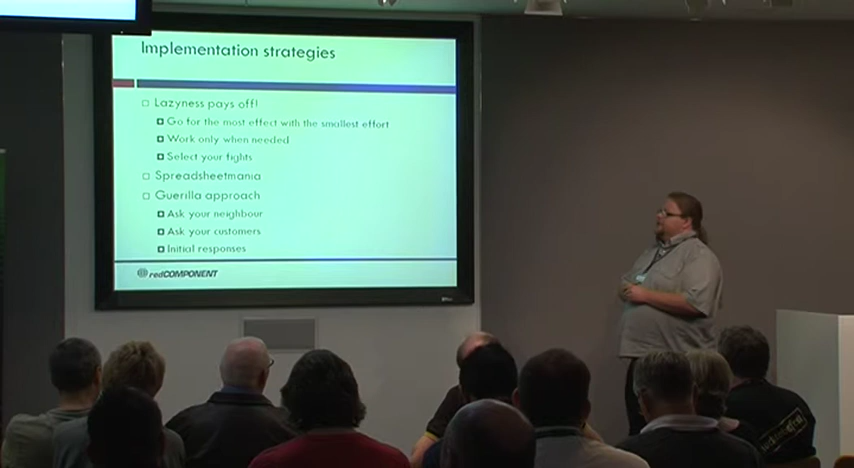 Implementation strategies
Lazyness pays off!
Go for the most effect with the smallest effort
Work only when needed
Select your fights
Spreadsheetmania
Guerilla approach
Ask your neighbour
Ask your customers
Initial responses
redCOMPONENT